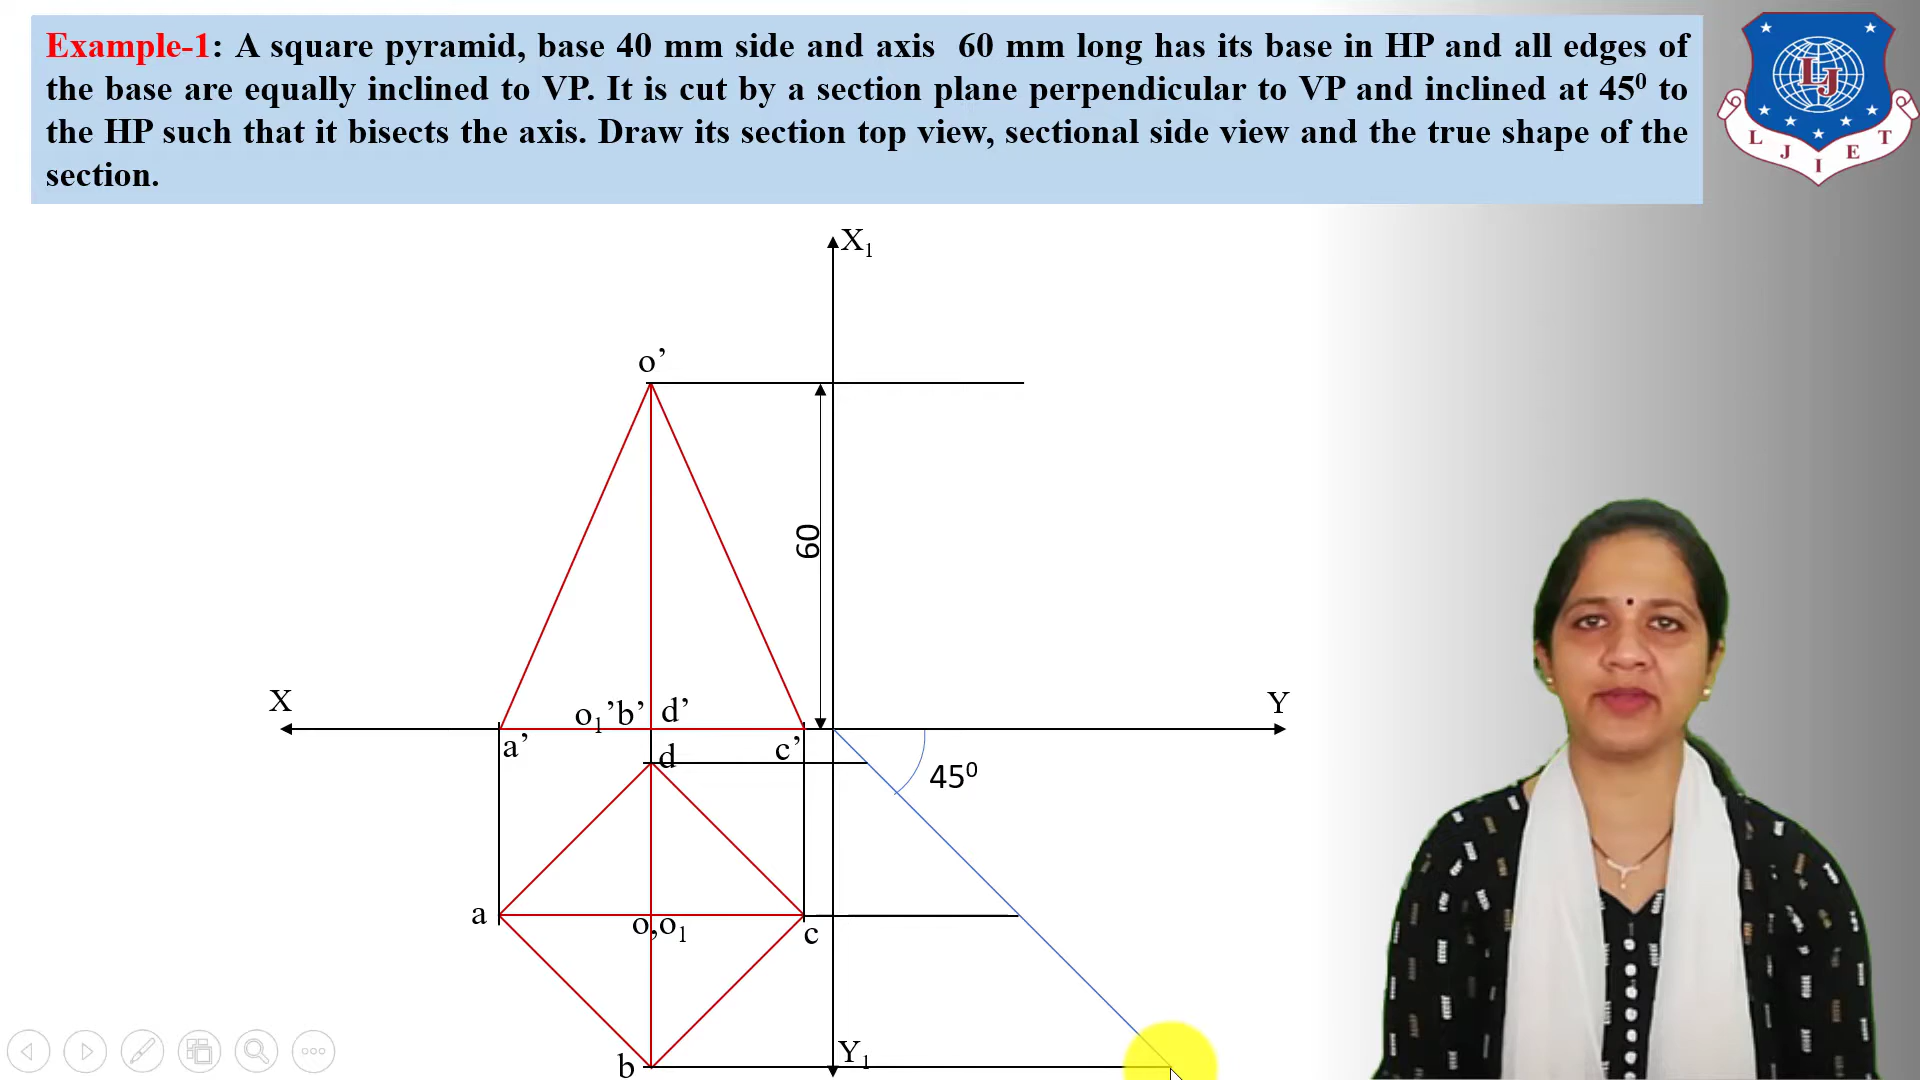 Example-1: A square pyramid, base 40 mm side and axis 60 mm long has its base in HP and all edges of
the base are equally inclined to VP. It is cut by a section plane perpendicular to VP and inclined at 45⁰ to
the HP such that it bisects the axis. Draw its section top view, sectional side view and the true shape of the
section.
LJ
L J I E T
X₁
o’
60
X
Y
o₁’b’ d’
a’
c’
d
45⁰
a
o,o₁
c
Y₁
b